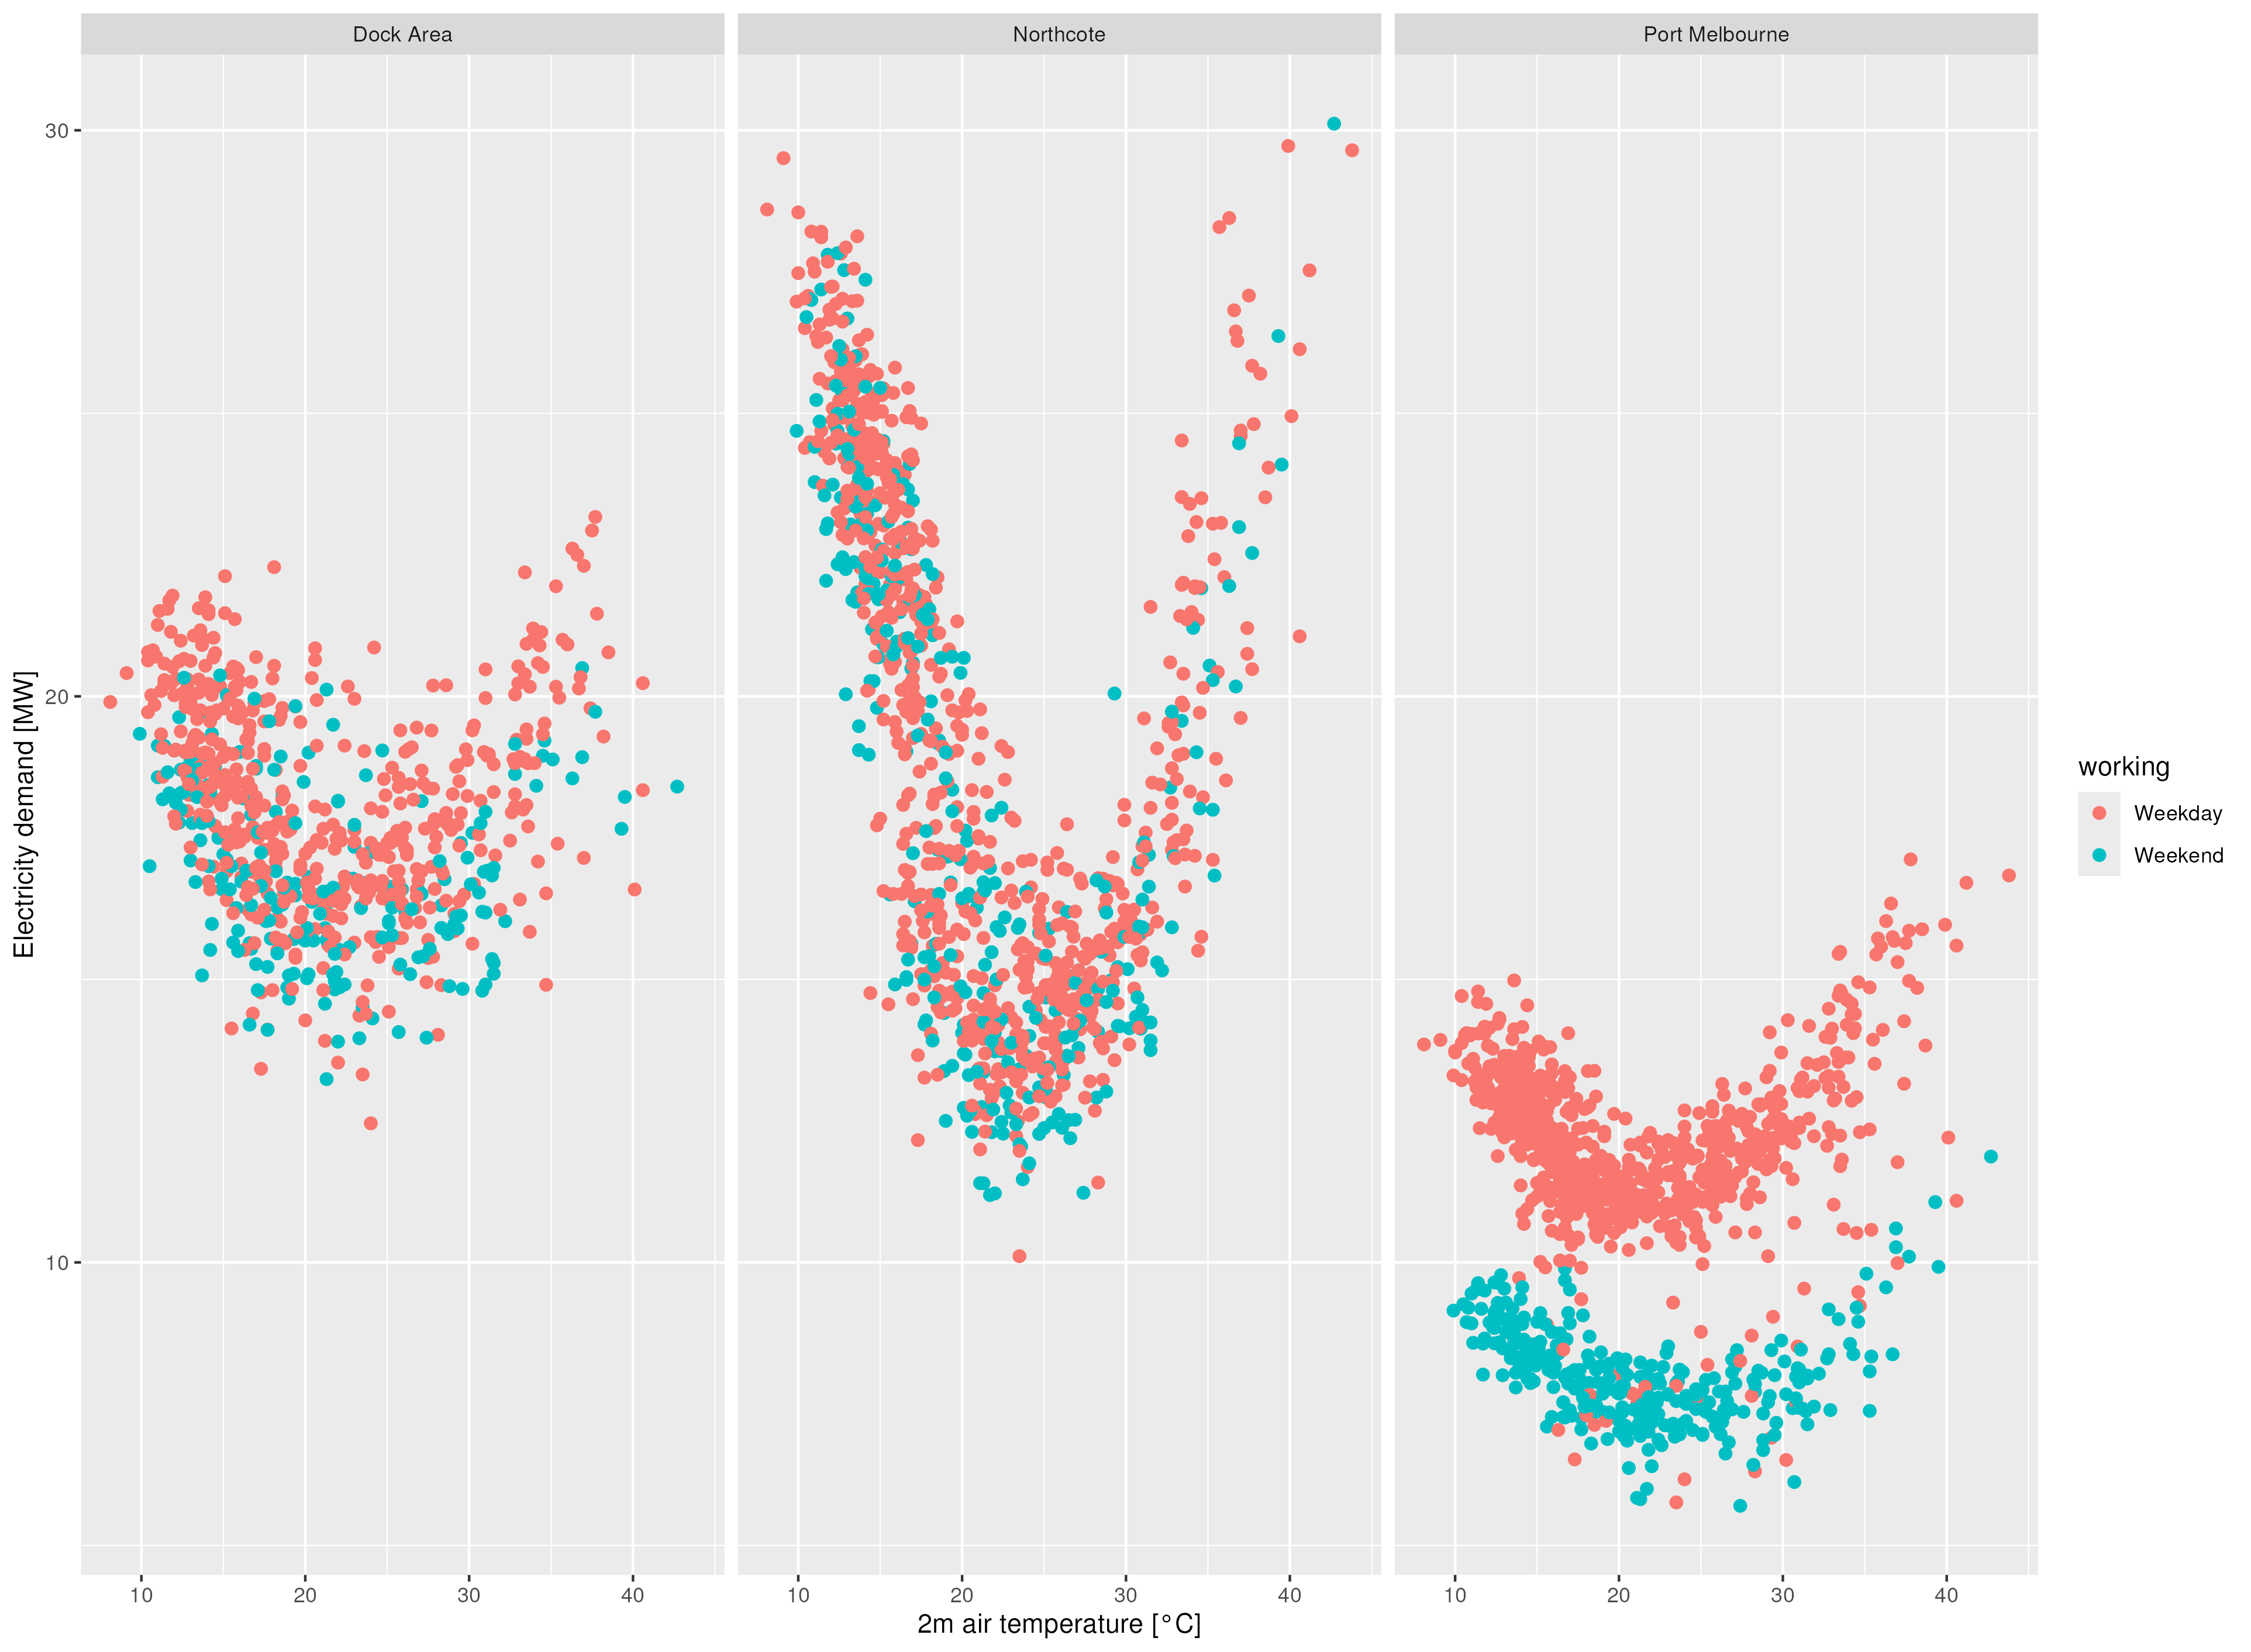 Dock Area
Northcote
Port Melbourne
30
20
10
Electricity demand [MW]
10 20 30 40
10 20 30 40
10 20 30 40
2m air temperature [°C]
working
Weekday
Weekend